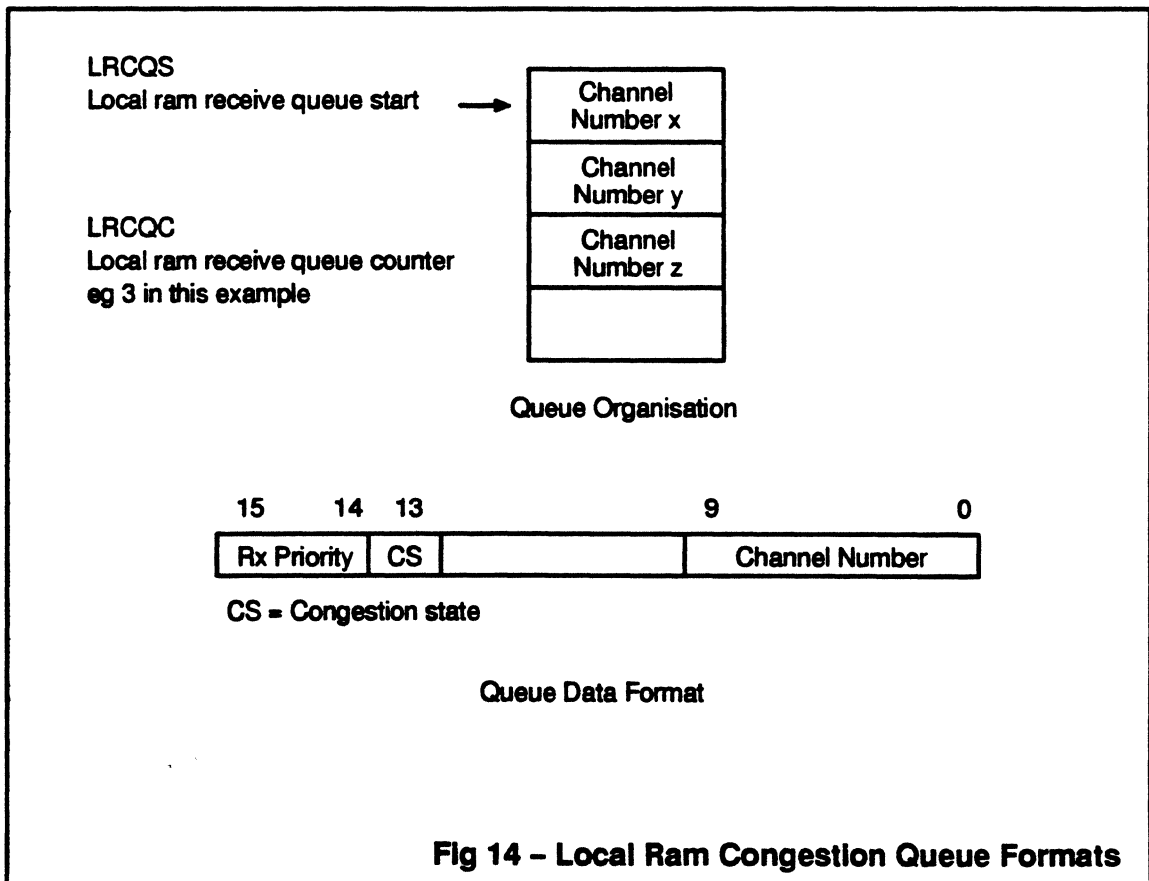 LRCQS
Local ram receive queue start
Channel
Number x
Channel
Number y
LRCQC
Local ram receive queue counter
eg 3 in this example
Channel
Number z
Queue Organisation
15 14 13 9 0
Rx Priority CS Channel Number
CS = Congestion state
Queue Data Format
Fig 14 – Local Ram Congestion Queue Formats